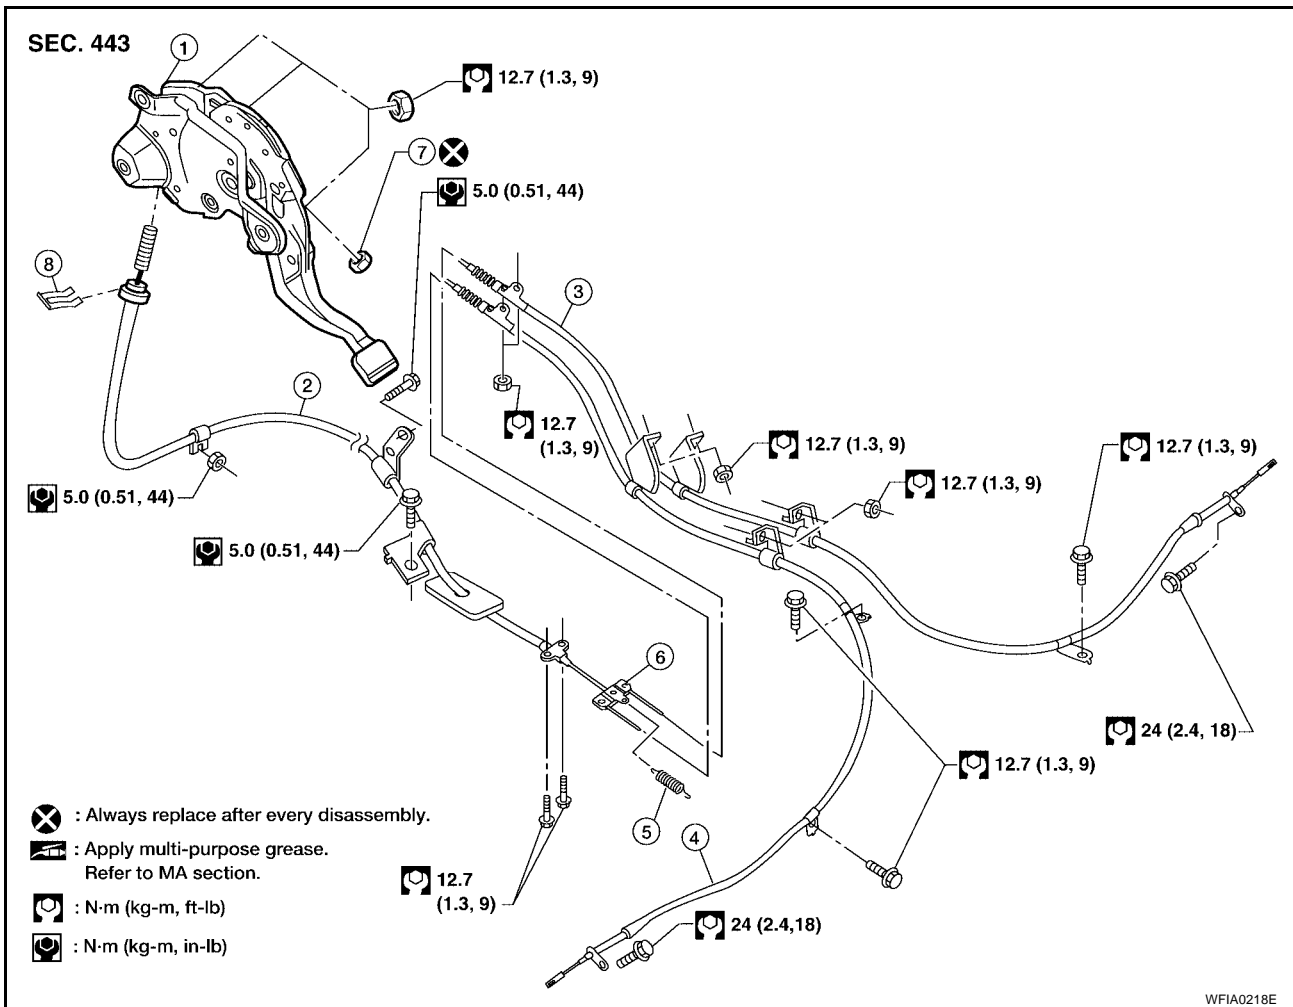 SEC. 443
1
12.7 (1.3, 9)
7
5.0 (0.51, 44)
8
3
2
12.7
(1.3, 9)
12.7 (1.3, 9)
12.7 (1.3, 9)
12.7 (1.3, 9)
5.0 (0.51, 44)
5.0 (0.51, 44)
6
24 (2.4, 18)
12.7 (1.3, 9)
5
4
12.7
(1.3, 9)
24 (2.4,18)
: Always replace after every disassembly.
: Apply multi-purpose grease.
Refer to MA section.
: N·m (kg-m, ft-lb)
: N·m (kg-m, in-lb)
WFIA0218E